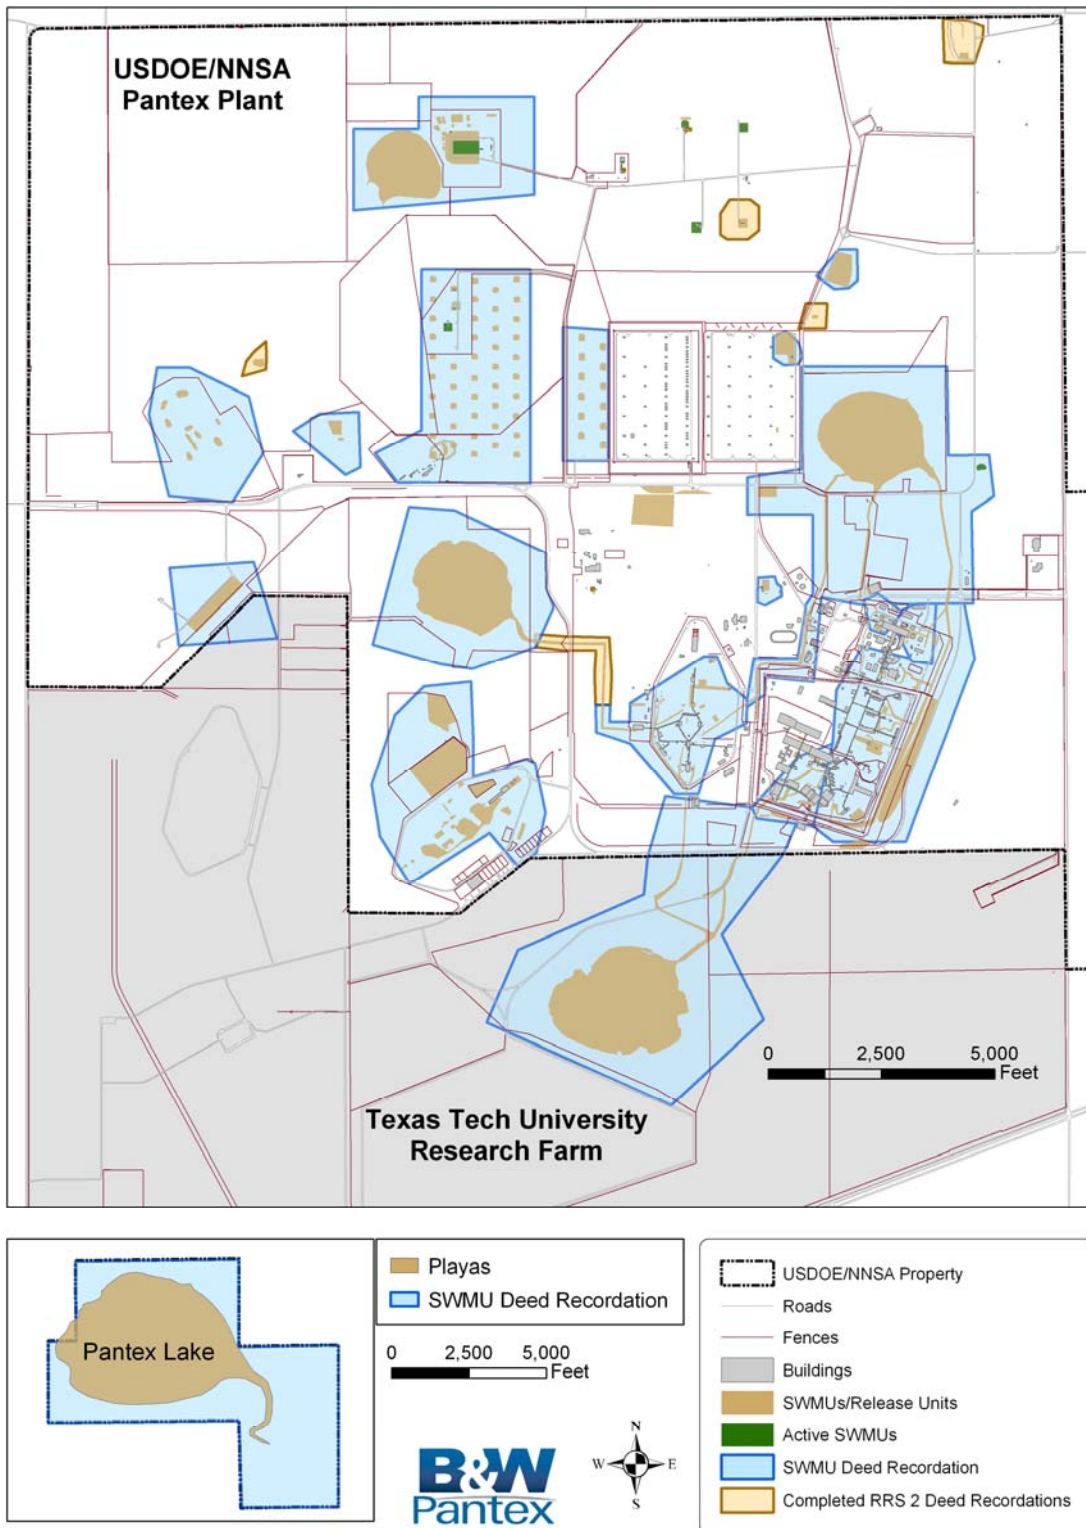 USDOE/NNSA
Pantex Plant
0 2,500 5,000
Feet
Texas Tech University
Research Farm
Pantex Lake
Playas
SWMU Deed Recordation
0 2,500 5,000
Feet
B&W
Pantex
N
W E
S
USDOE/NNSA Property
Roads
Fences
Buildings
SWMUs/Release Units
Active SWMUs
SWMU Deed Recordation
Completed RRS 2 Deed Recordations